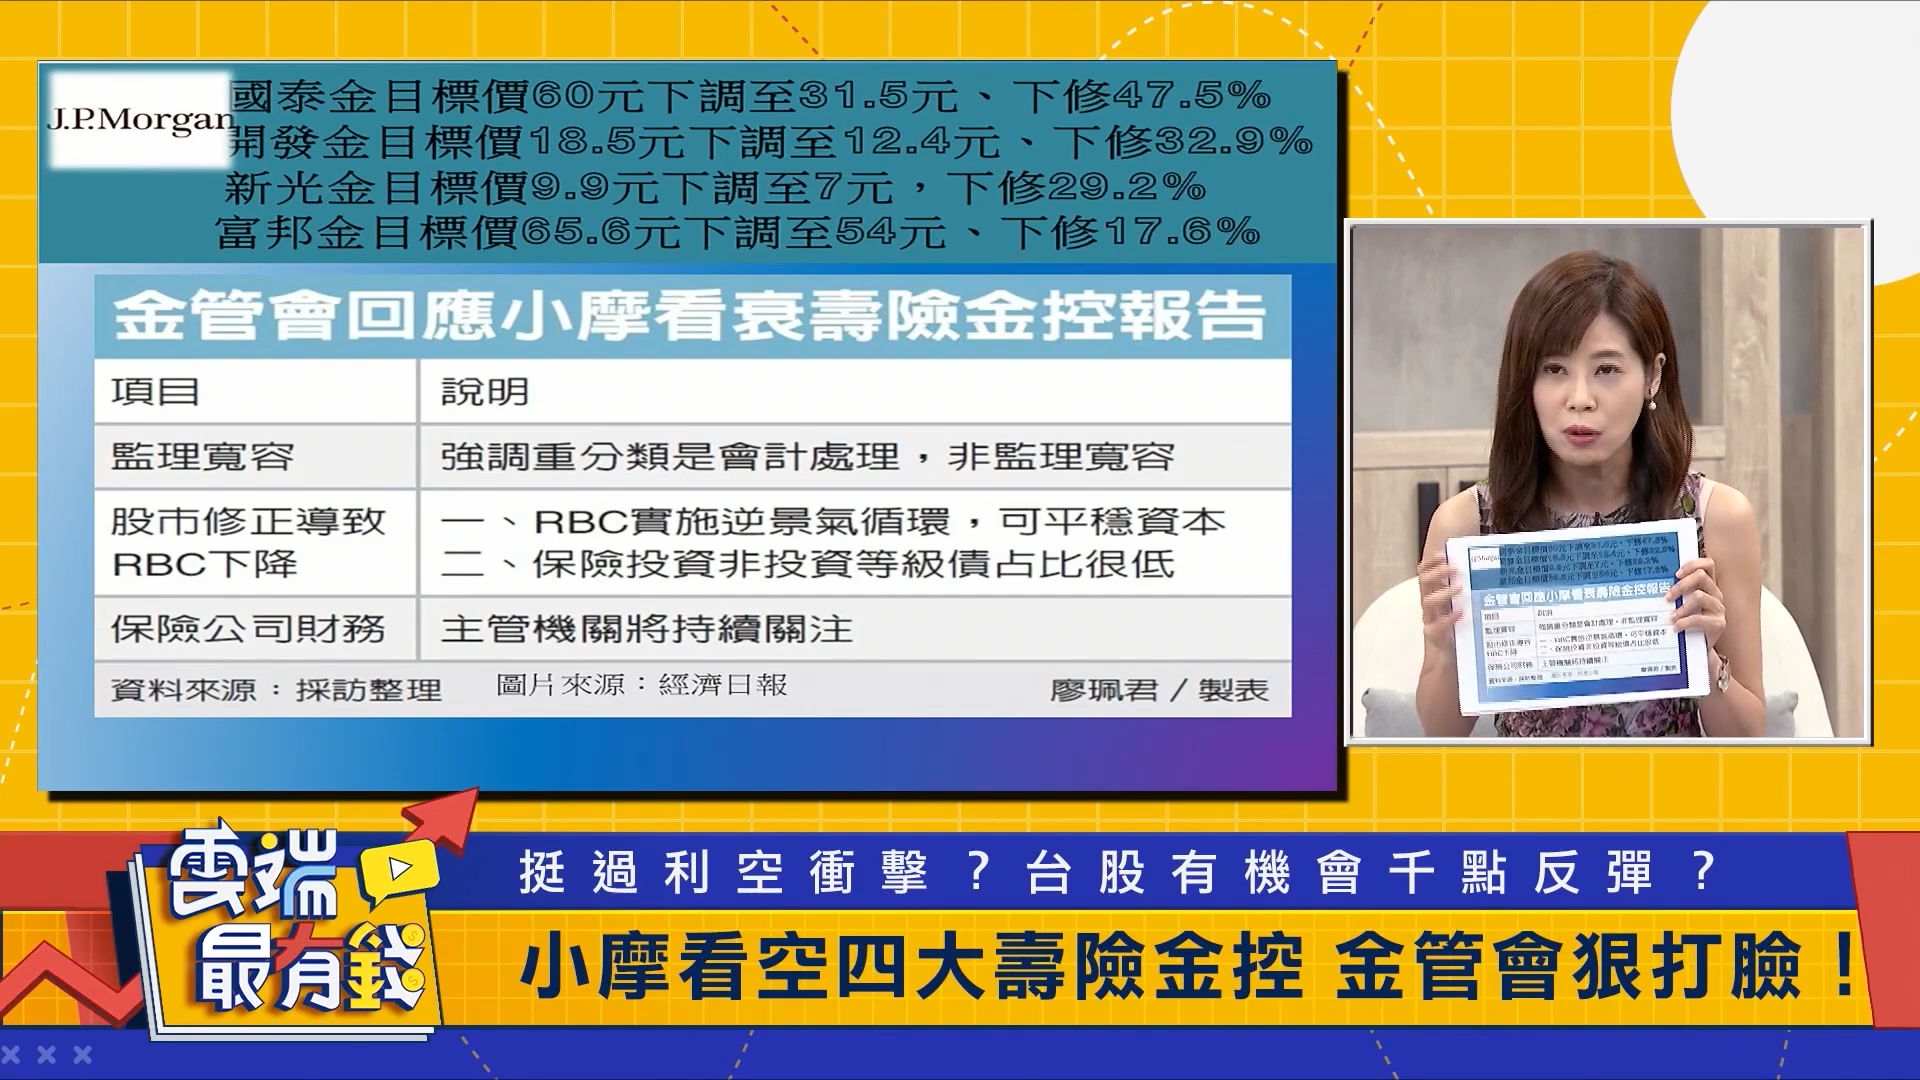 J.P.Morgan
國泰金目標價60元下調至31.5元、下修47.5%
開發金目標價18.5元下調至12.4元、下修32.9%
新光金目標價9.9元下調至7元，下修29.2%
富邦金目標價65.6元下調至54元、下修17.6%
金管會回應小摩看衰壽險金控報告
項目 說明
監理寬容 強調重分類是會計處理，非監理寬容
股市修正導致 一、RBC實施逆景氣循環，可平穩資本
RBC下降 二、保險投資非投資等級債占比很低
保險公司財務 主管機關將持續關注
資料來源：採訪整理 圖片來源：經濟日報 廖珮君／製表
雲端
最有錢
挺過利空衝擊？台股有機會千點反彈？
小摩看空四大壽險金控 金管會狠打臉！